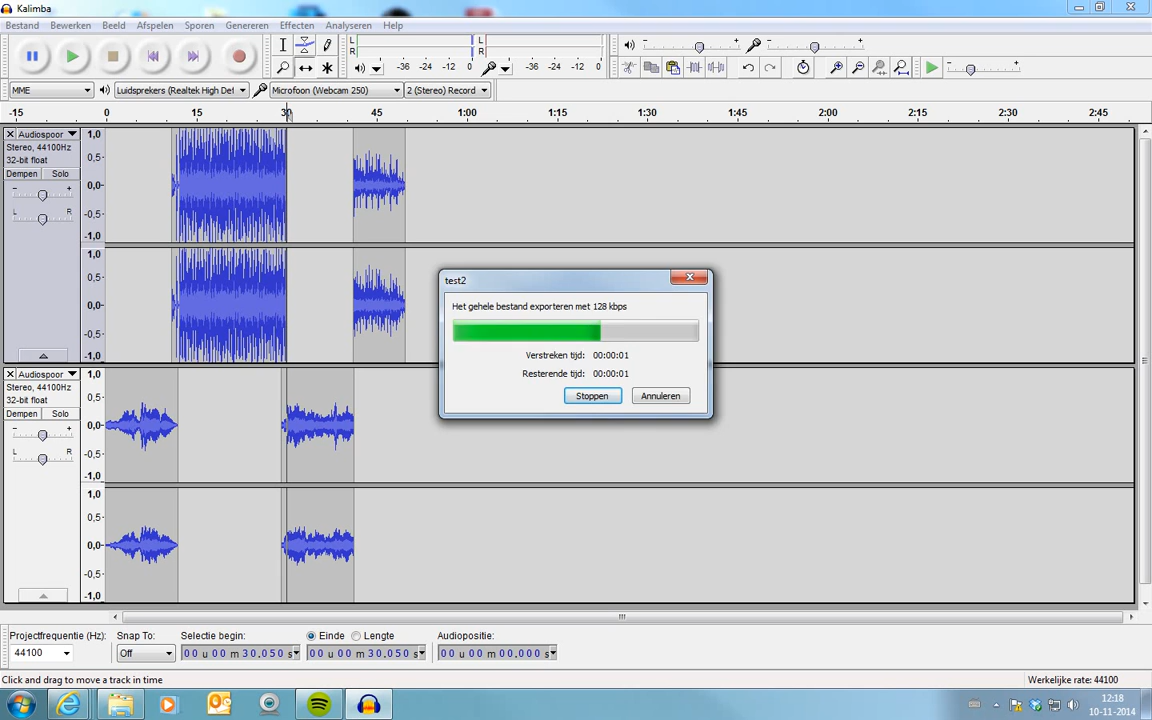 Kalimba
Bestand Bewerken Beeld Afspelen Sporen Genereren Effecten Analyseren Help
L
R
-36 -24 -12 0
L
R
-36 -24 -12 0
MME Luidsprekers (Realtek High Def Microfoon (Webcam 250) 2 (Stereo) Record
-15 0 15 30 45 1:00 1:15 1:30 1:45 2:00 2:15 2:30 2:45
Audiospoor
Stereo, 44100Hz
32-bit float
Dempen Solo
- +
L R
1,0
0,5-
0,0-
-0,5-
-1,0
1,0
0,5-
0,0-
-0,5-
-1,0
test2
Het gehele bestand exporteren met 128 kbps
Verstreken tijd: 00:00:01
Resterende tijd: 00:00:01
Stoppen Annuleren
Audiospoor
Stereo, 44100Hz
32-bit float
Dempen Solo
- +
L R
1,0
0,5-
0,0-
-0,5-
-1,0
1,0
0,5-
0,0-
-0,5-
-1,0
Projectfrequentie (Hz): Snap To: Selectie begin: Einde Lengte Audiopositie:
44100 Off 00 u 00 m 30.050 s 00 u 00 m 30.050 s 00 u 00 m 00.000 s
Click and drag to move a track in time Werkelijke rate: 44100
12:18
10-11-2014